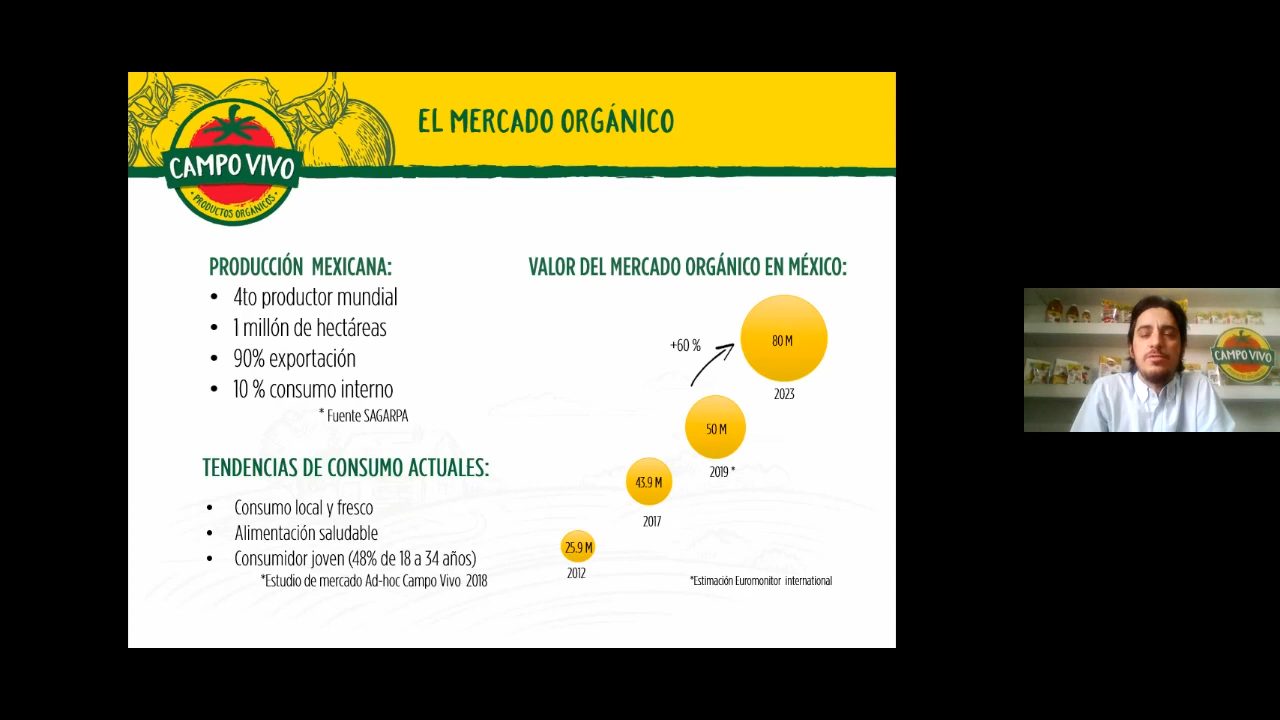 EL MERCADO ORGÁNICO
CAMPO VIVO
• PRODUCTOS ORGÁNICOS •
PRODUCCIÓN MEXICANA:
• 4to productor mundial
• 1 millón de hectáreas
• 90% exportación
• 10 % consumo interno
* Fuente SAGARPA
TENDENCIAS DE CONSUMO ACTUALES:
• Consumo local y fresco
• Alimentación saludable
• Consumidor joven (48% de 18 a 34 años)
*Estudio de mercado Ad-hoc Campo Vivo 2018
VALOR DEL MERCADO ORGÁNICO EN MÉXICO:
+60 %
80 M
2023
50 M
2019 *
43.9 M
2017
25.9 M
2012
*Estimación Euromonitor international
CAMPO VIVO